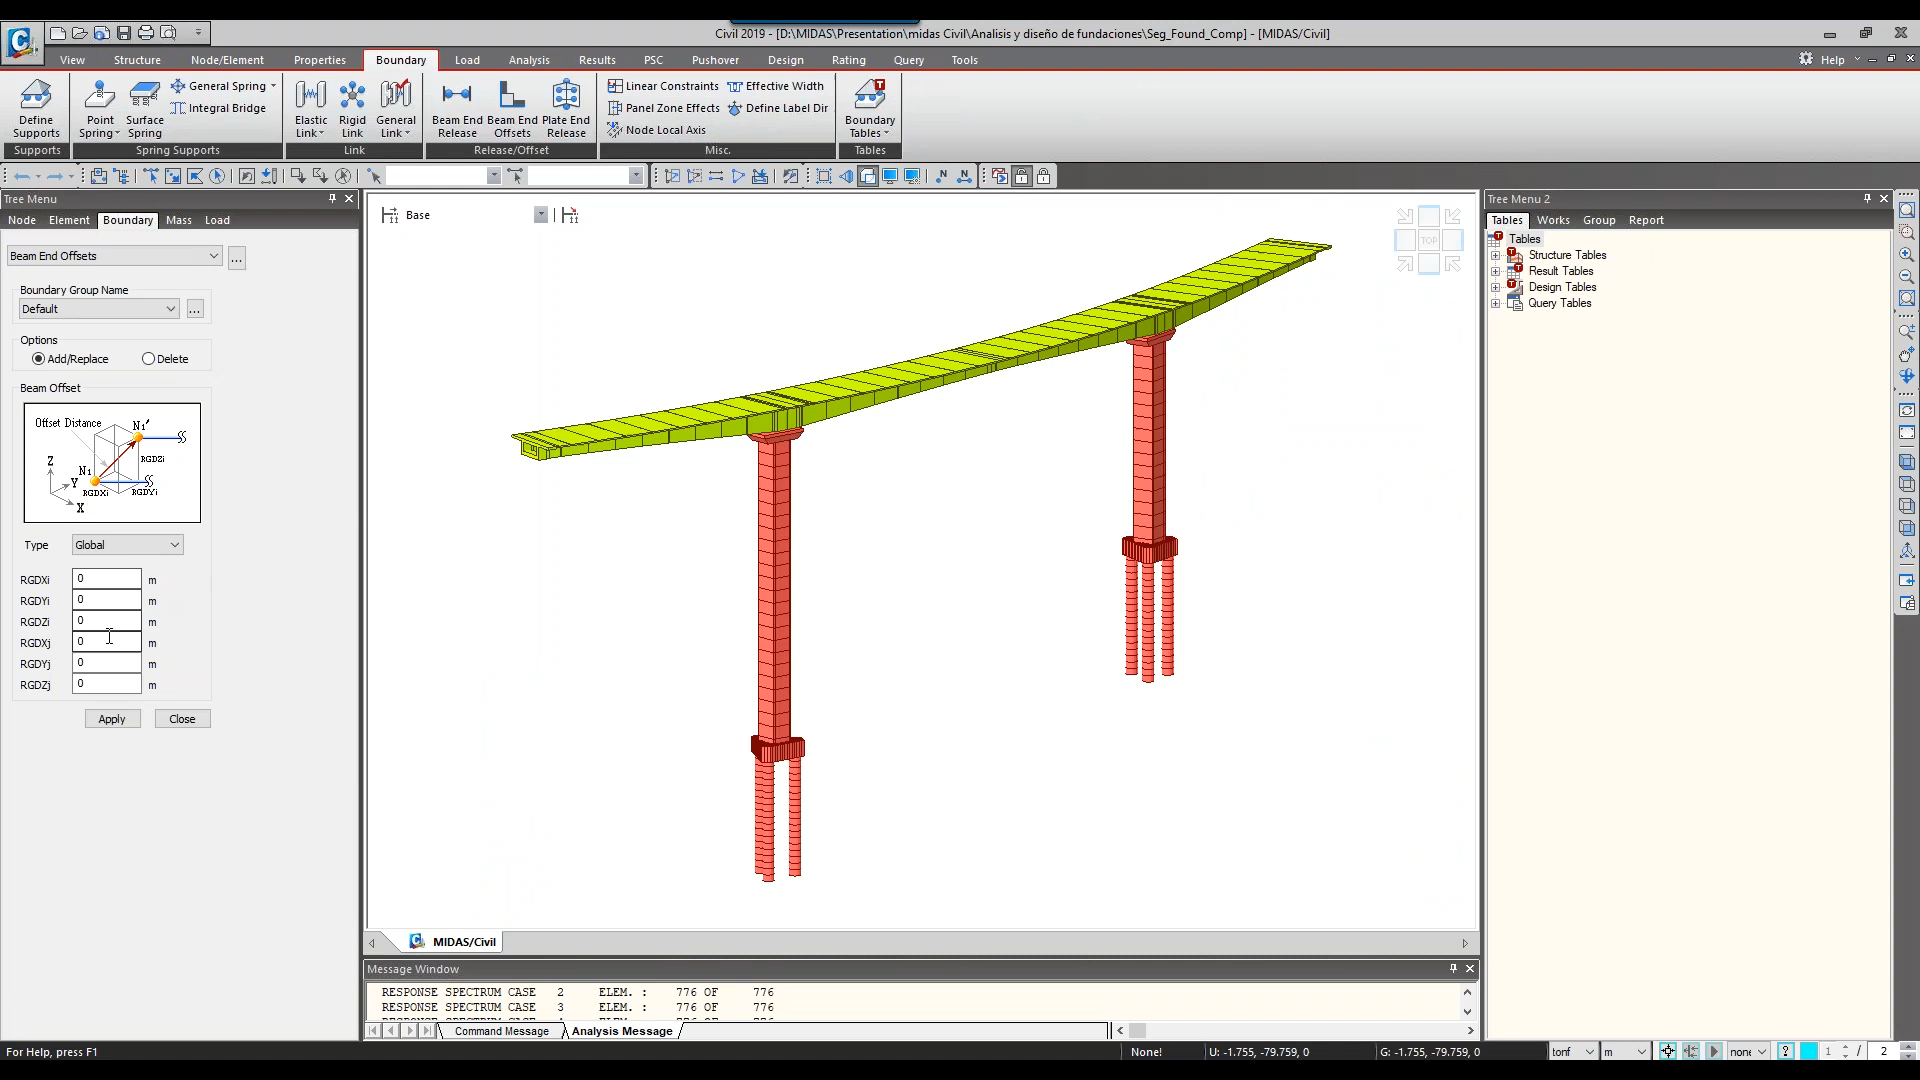 Civil 2019 - [D:\MIDAS\Presentation\midas Civil\Analisis y diseño de fundaciones\Seg_Found_Comp] - [MIDAS/Civil]
View Structure Node/Element Properties Boundary Load Analysis Results PSC Pushover Design Rating Query Tools Help
Define Supports
Point Spring
Surface Spring
General Spring
Integral Bridge
Elastic Link
Rigid Link
General Link
Beam End Release
Beam End Offsets
Plate End Release
Linear Constraints
Effective Width
Panel Zone Effects
Define Label Dir
Node Local Axis
Boundary Tables
Supports Spring Supports Link Release/Offset Misc. Tables
Tree Menu
Node Element Boundary Mass Load
Beam End Offsets
...
Boundary Group Name
Default
...
Options
Add/Replace Delete
Beam Offset
Offset Distance
N1'
Z
RGDZi
N1
Y
RGDXi
RGDYi
X
Type Global
RGDXi 0 m
RGDYi 0 m
RGDZi 0 m
RGDXj 0 m
RGDYj 0 m
RGDZj 0 m
Apply Close
Base
TOP
MIDAS/Civil
Message Window
RESPONSE SPECTRUM CASE 2 ELEM. : 776 OF 776
RESPONSE SPECTRUM CASE 3 ELEM. : 776 OF 776
Command Message Analysis Message
Tree Menu 2
Tables Works Group Report
Tables
Structure Tables
Result Tables
Design Tables
Query Tables
For Help, press F1
None!
U: -1.755, -79.759, 0
G: -1.755, -79.759, 0
tonf
m
none
?
1 / 2